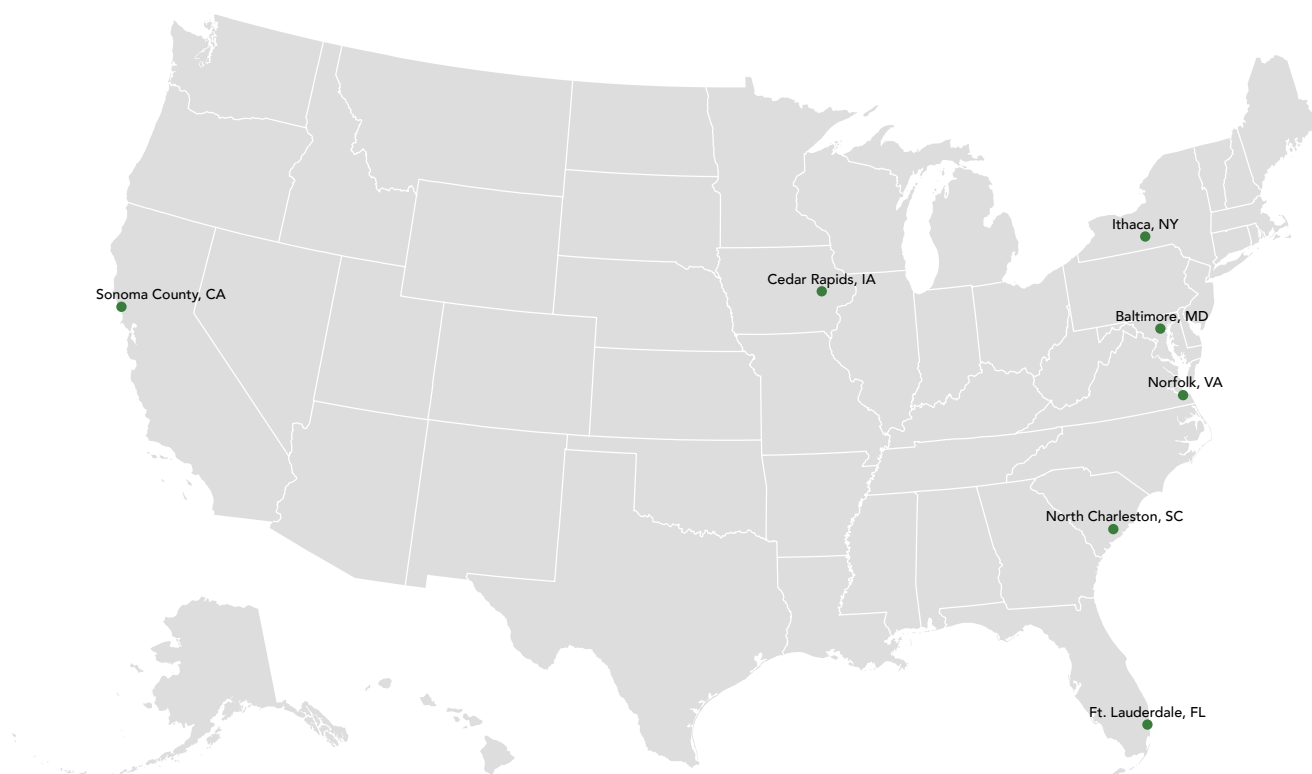 Ithaca, NY
Cedar Rapids, IA
Sonoma County, CA
Baltimore, MD
Norfolk, VA
North Charleston, SC
Ft. Lauderdale, FL